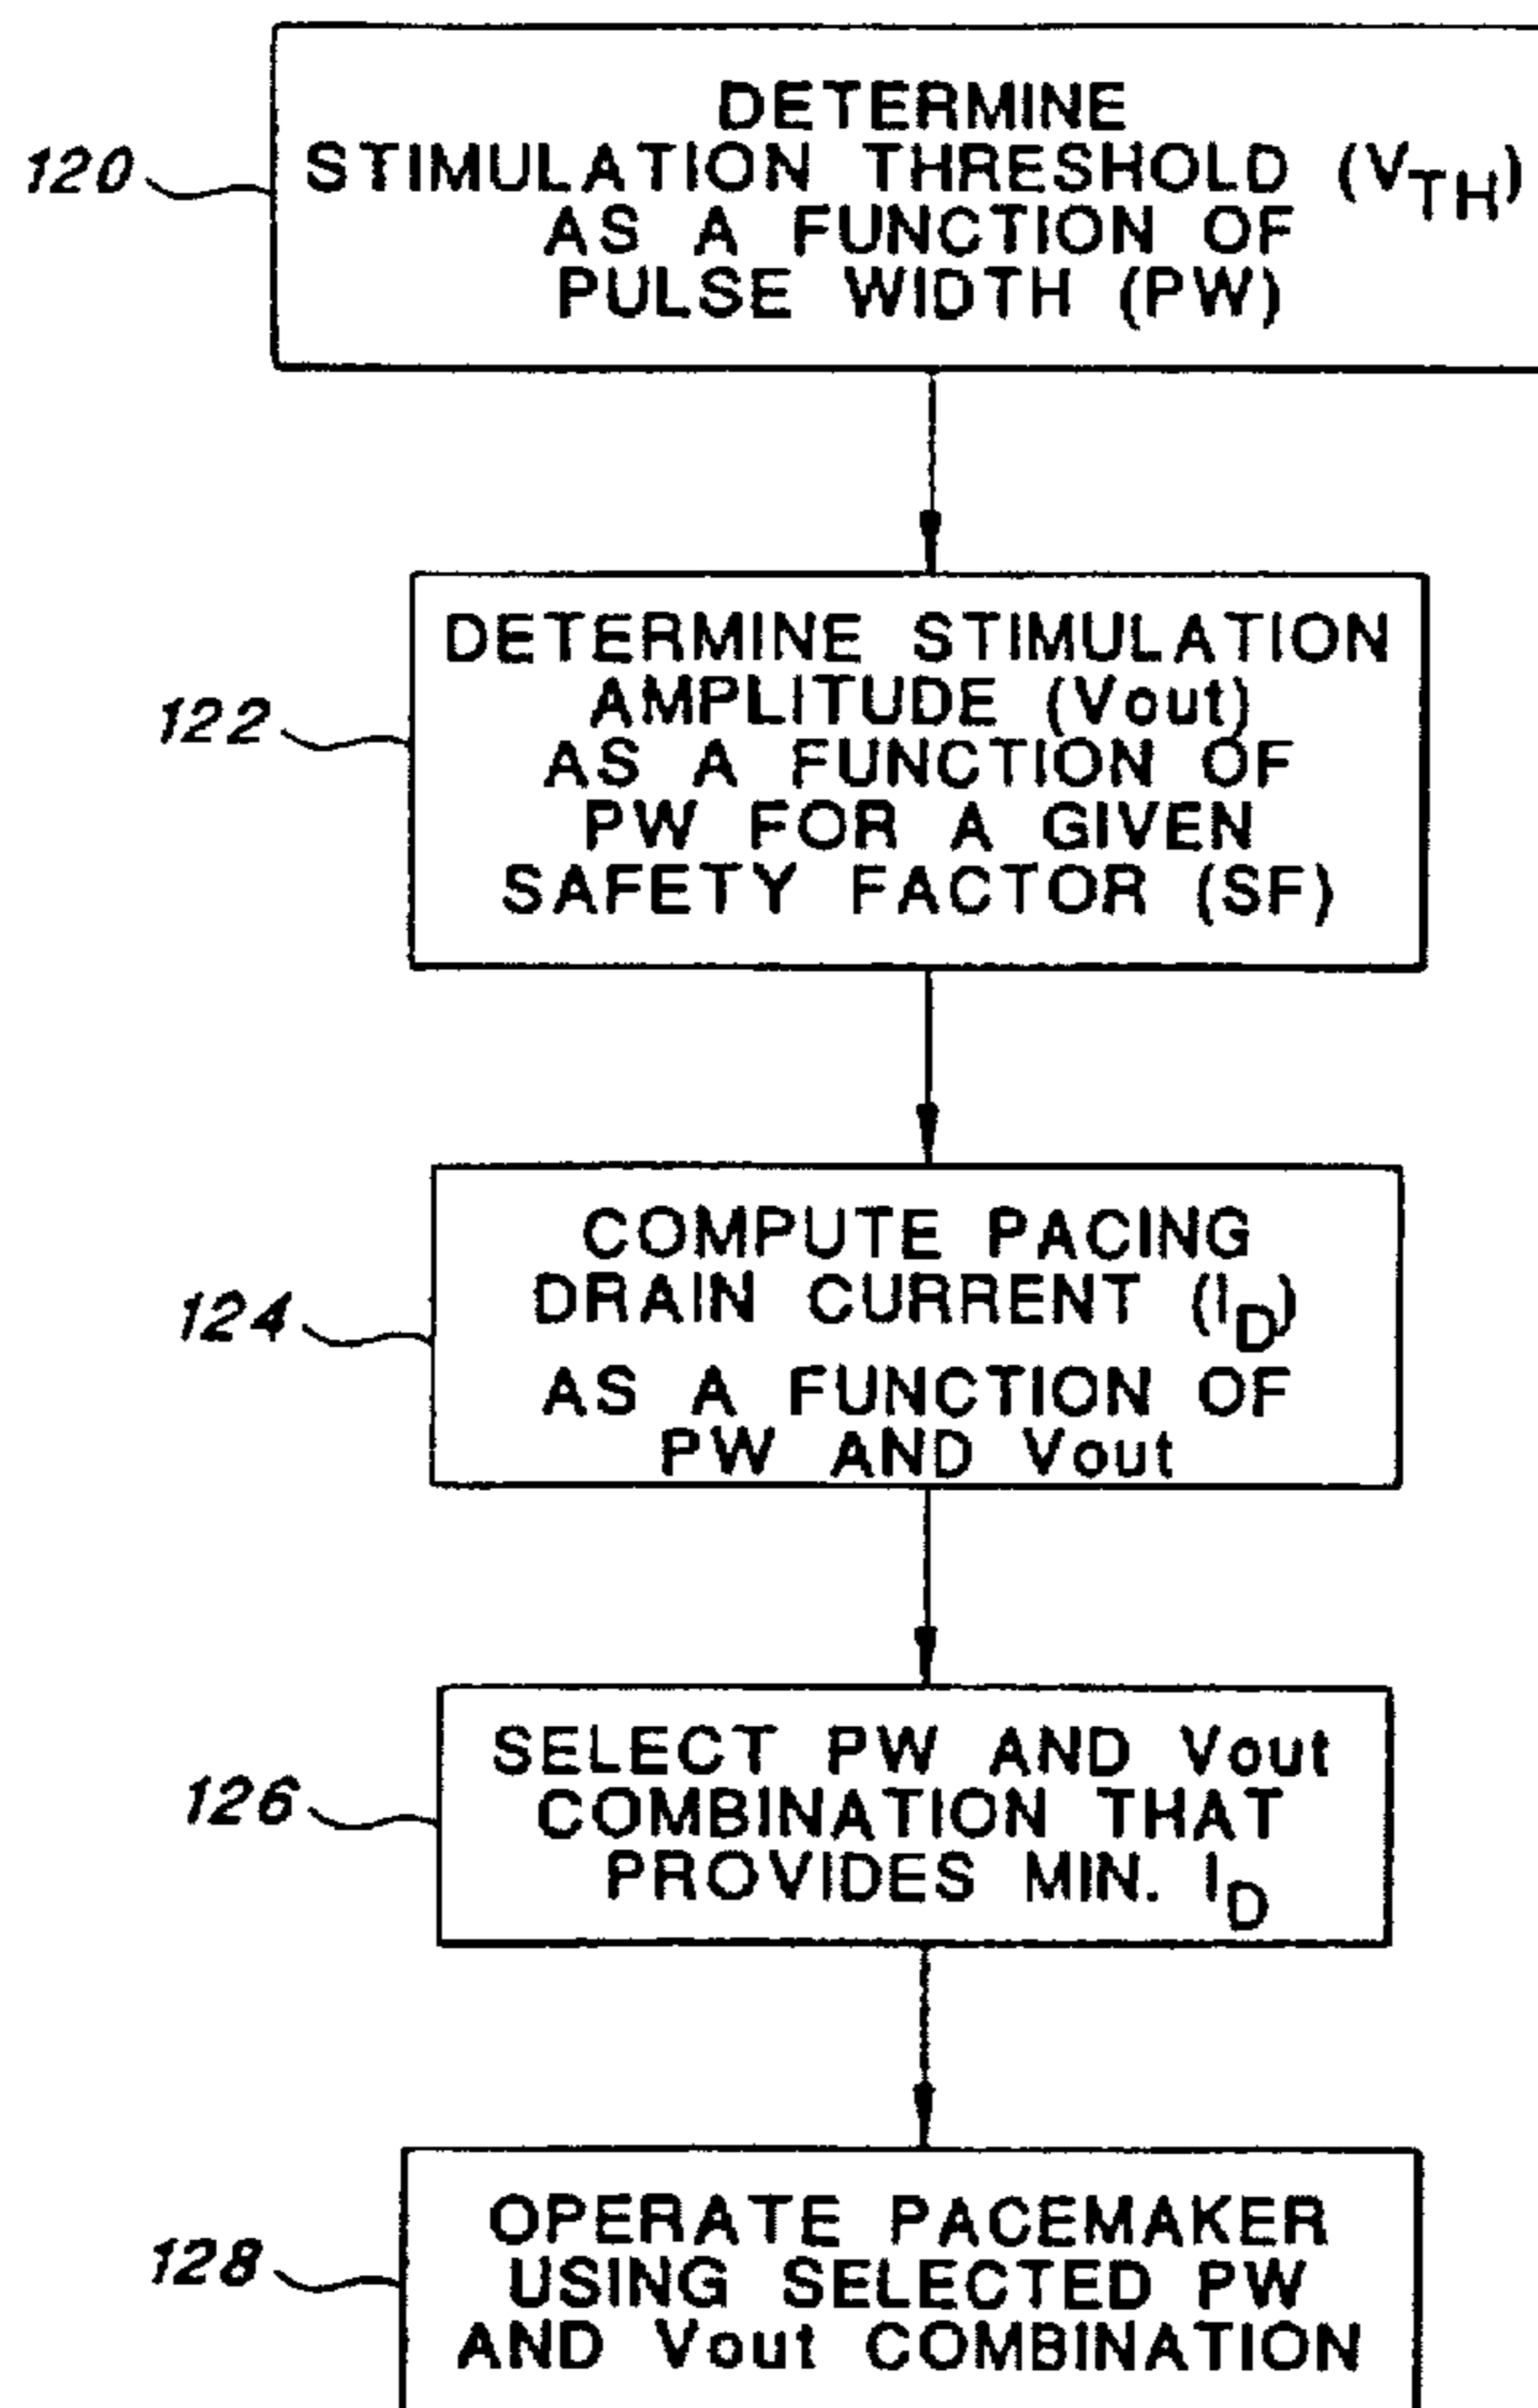 DETERMINE
120 STIMULATION THRESHOLD (VTH)
AS A FUNCTION OF
PULSE WIDTH (PW)
DETERMINE STIMULATION
122 AMPLITUDE (Vout)
AS A FUNCTION OF
PW FOR A GIVEN
SAFETY FACTOR (SF)
COMPUTE PACING
124 DRAIN CURRENT (ID)
AS A FUNCTION OF
PW AND Vout
SELECT PW AND Vout
126 COMBINATION THAT
PROVIDES MIN. ID
OPERATE PACEMAKER
128 USING SELECTED PW
AND Vout COMBINATION